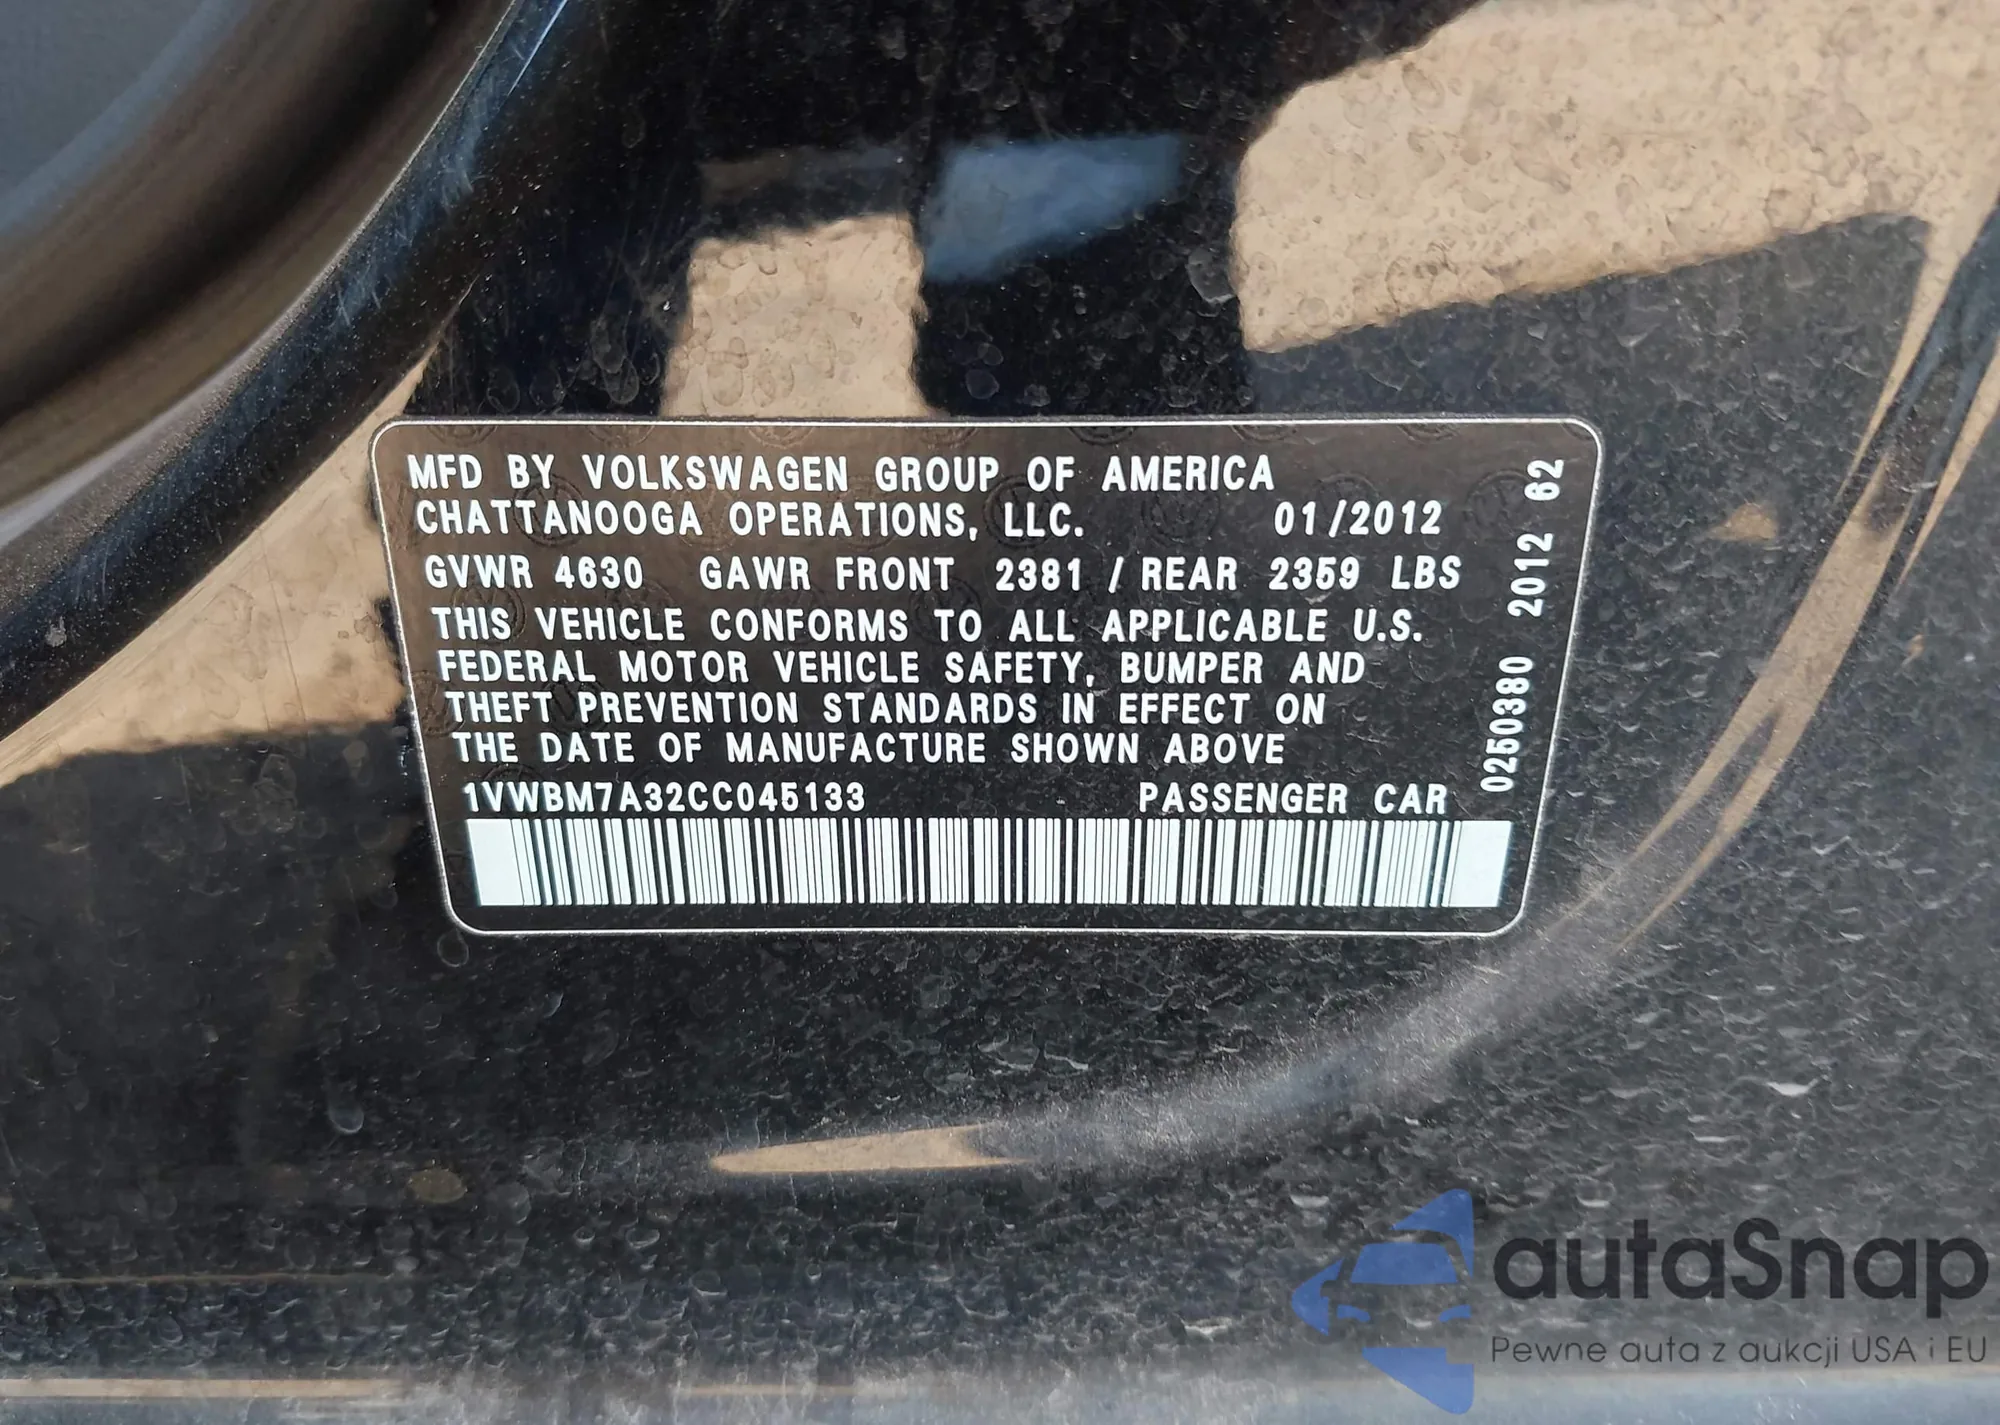 MFD BY VOLKSWAGEN GROUP OF AMERICA
CHATTANOOGA OPERATIONS, LLC. 01/2012
GVWR 4630 GAWR FRONT 2381 / REAR 2359 LBS
THIS VEHICLE CONFORMS TO ALL APPLICABLE U.S.
FEDERAL MOTOR VEHICLE SAFETY, BUMPER AND
THEFT PREVENTION STANDARDS IN EFFECT ON
THE DATE OF MANUFACTURE SHOWN ABOVE
1VWBM7A32CC045133 PASSENGER CAR
0250380 2012 62
autaSnap
Pewne auta z aukcji USA i EU